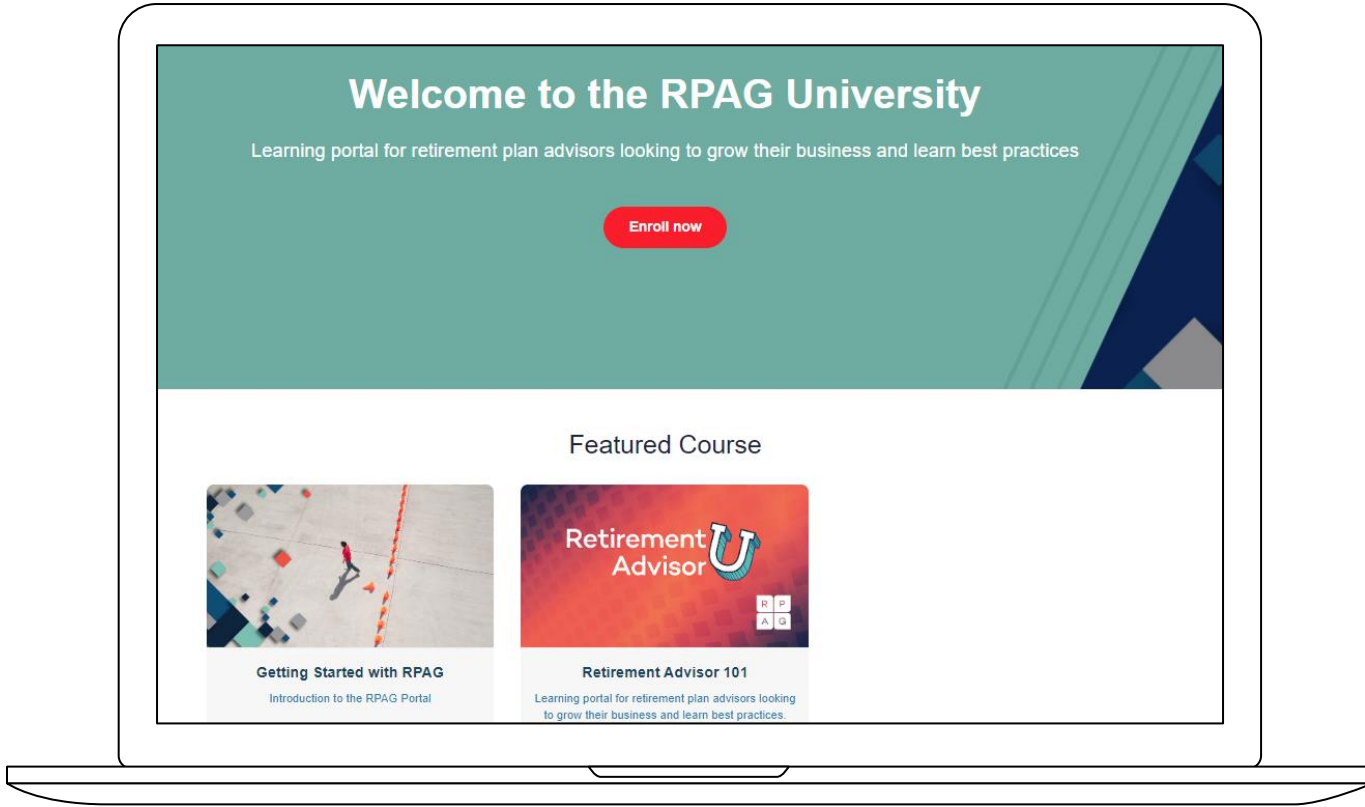 Welcome to the RPAG University
Learning portal for retirement plan advisors looking to grow their business and learn best practices
Enroll now
Featured Course
Retirement
Advisor
U
R P
A G
Getting Started with RPAG
Introduction to the RPAG Portal
Retirement Advisor 101
Learning portal for retirement plan advisors looking
to grow their business and learn best practices.